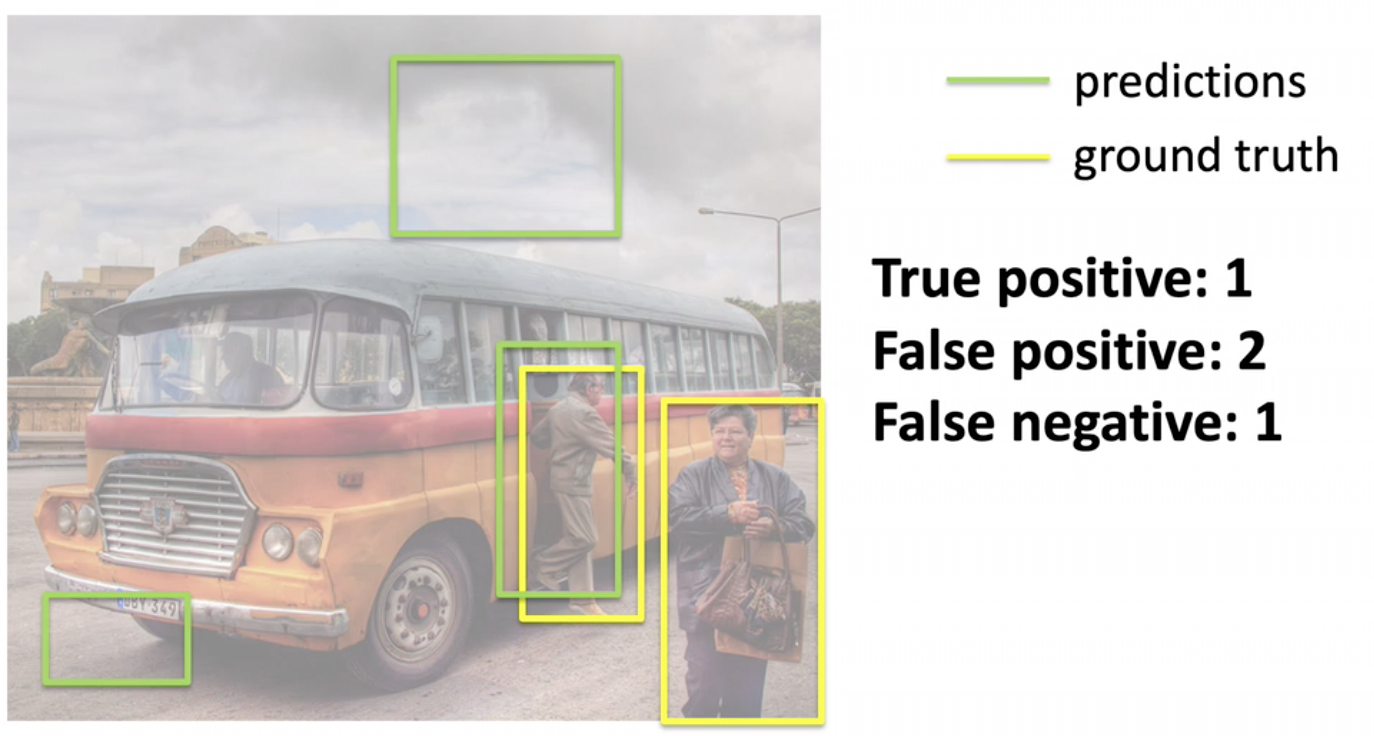 predictions
ground truth
True positive: 1
False positive: 2
False negative: 1